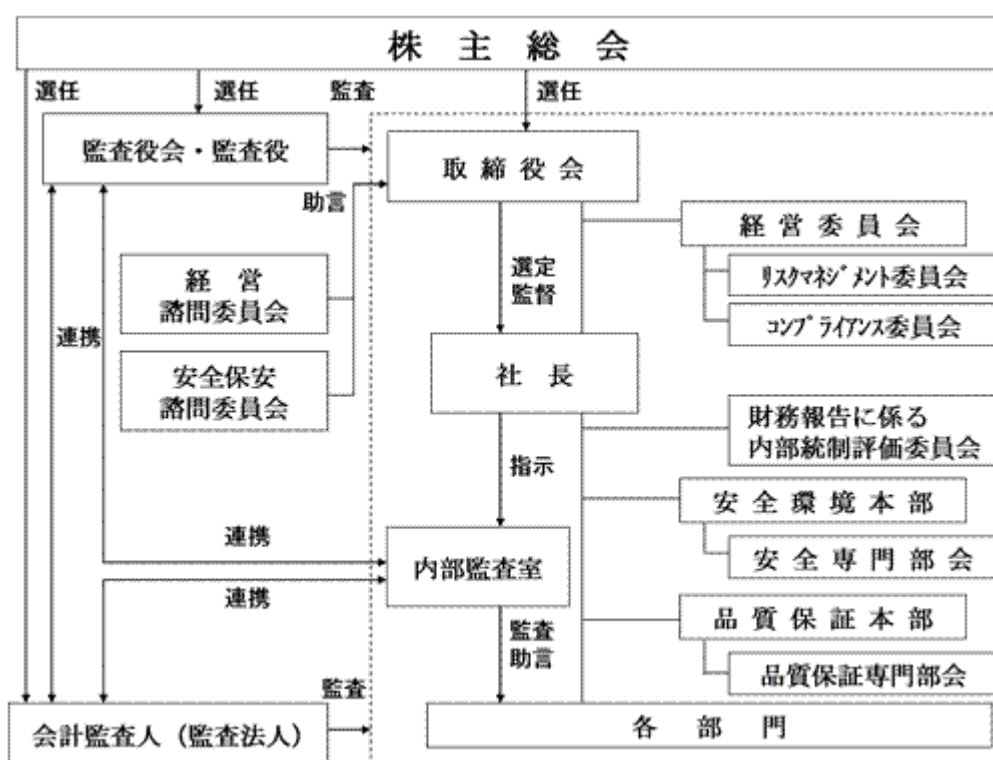 株主総会
選任
選任
監査
選任
監査役会・監査役
取締役会
助言
経営委員会
経営
諮問委員会
選定
監督
リスクマネジメント委員会
連携
コンプライアンス委員会
安全保安
諮問委員会
社長
財務報告に係る
内部統制評価委員会
指示
安全環境本部
連携
内部監査室
安全専門部会
連携
監査
助言
品質保証本部
監査
品質保証専門部会
会計監査人（監査法人）
各部門